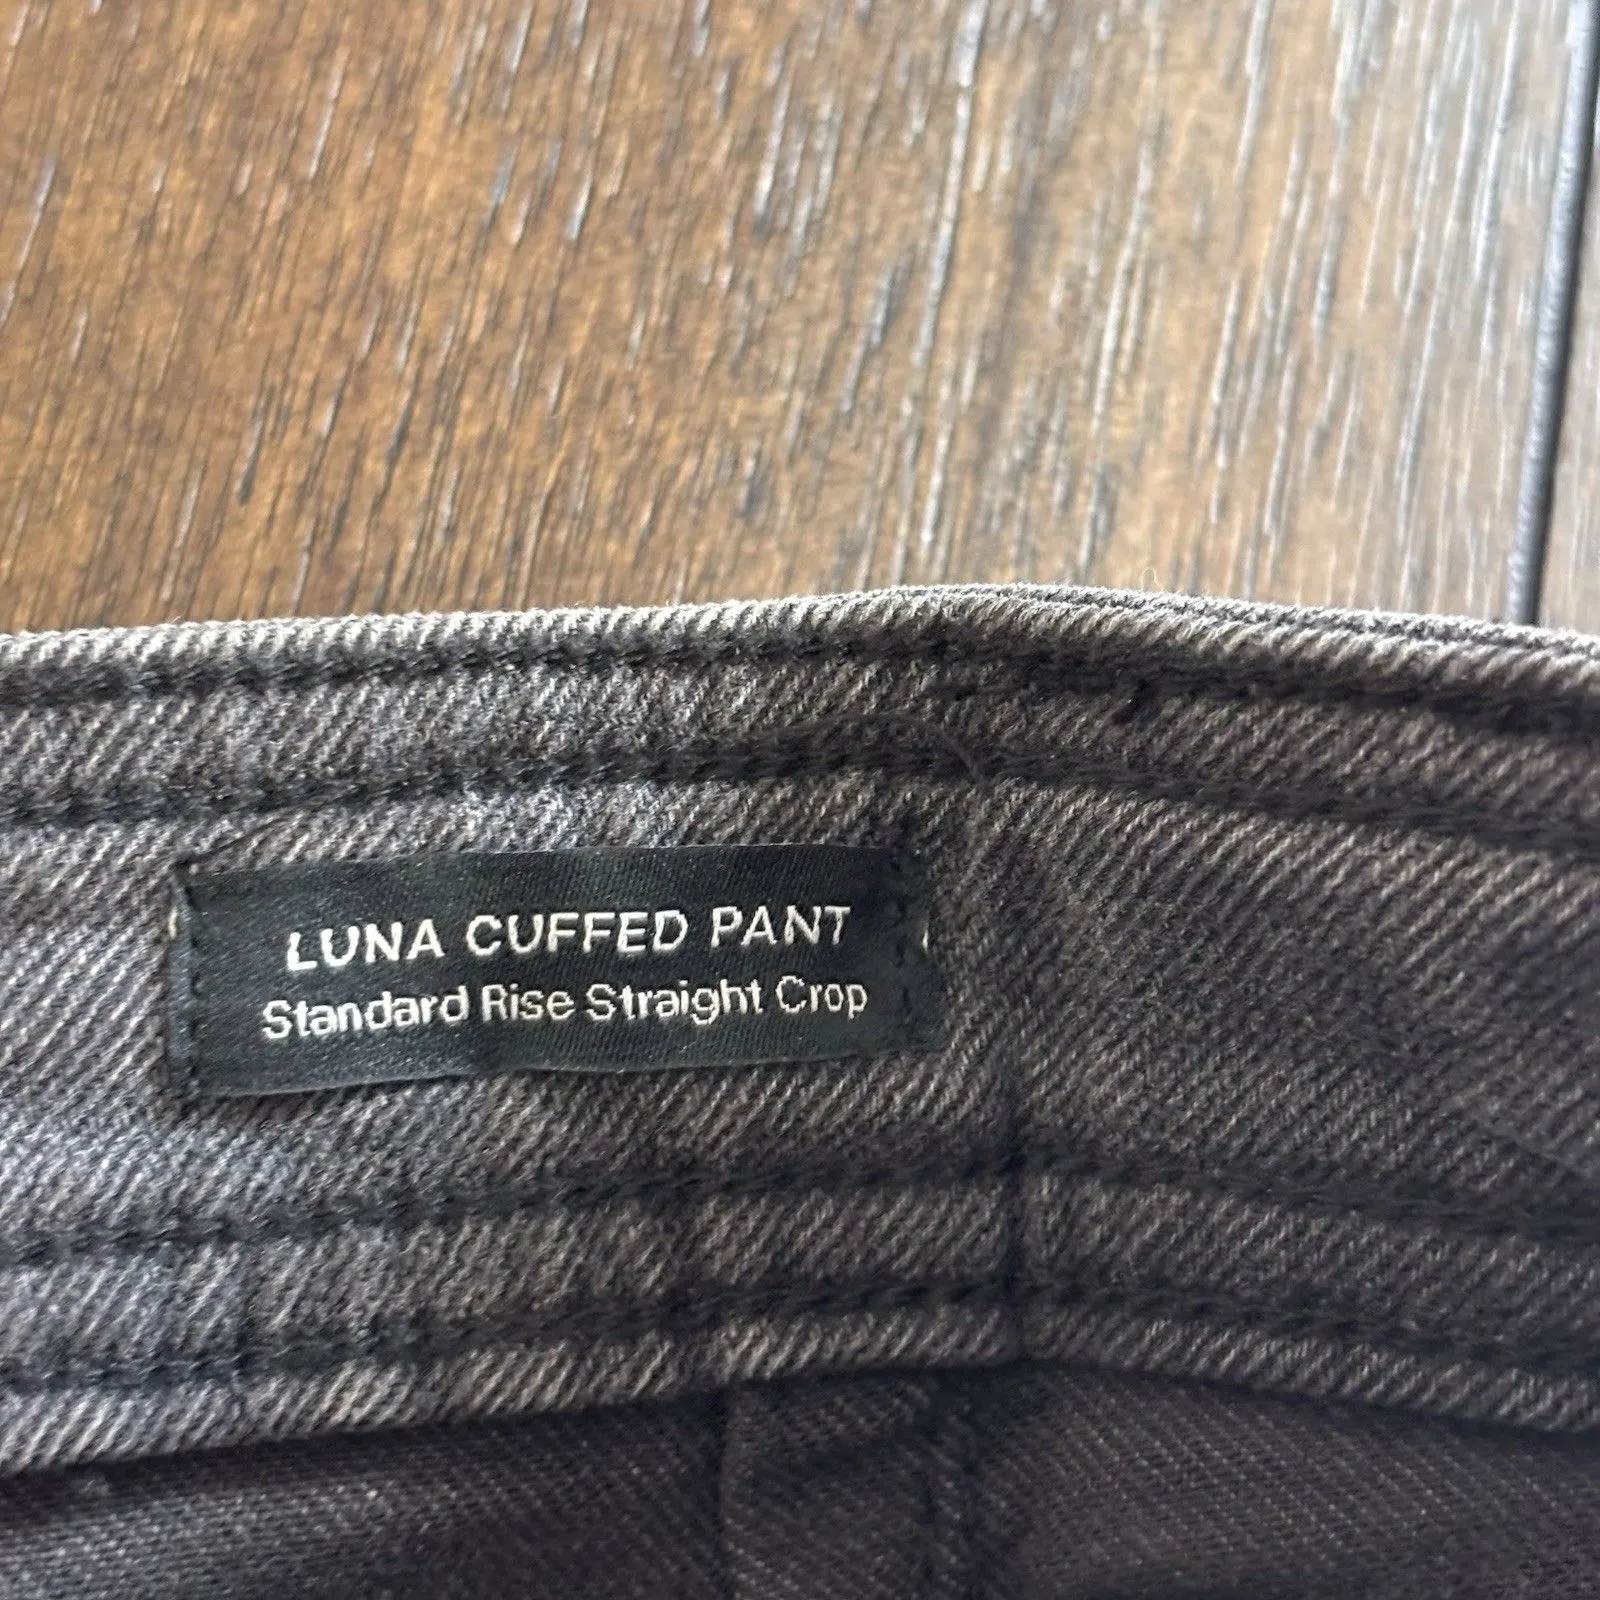 LUNA CUFFED PANT
Standard Rise Straight Crop